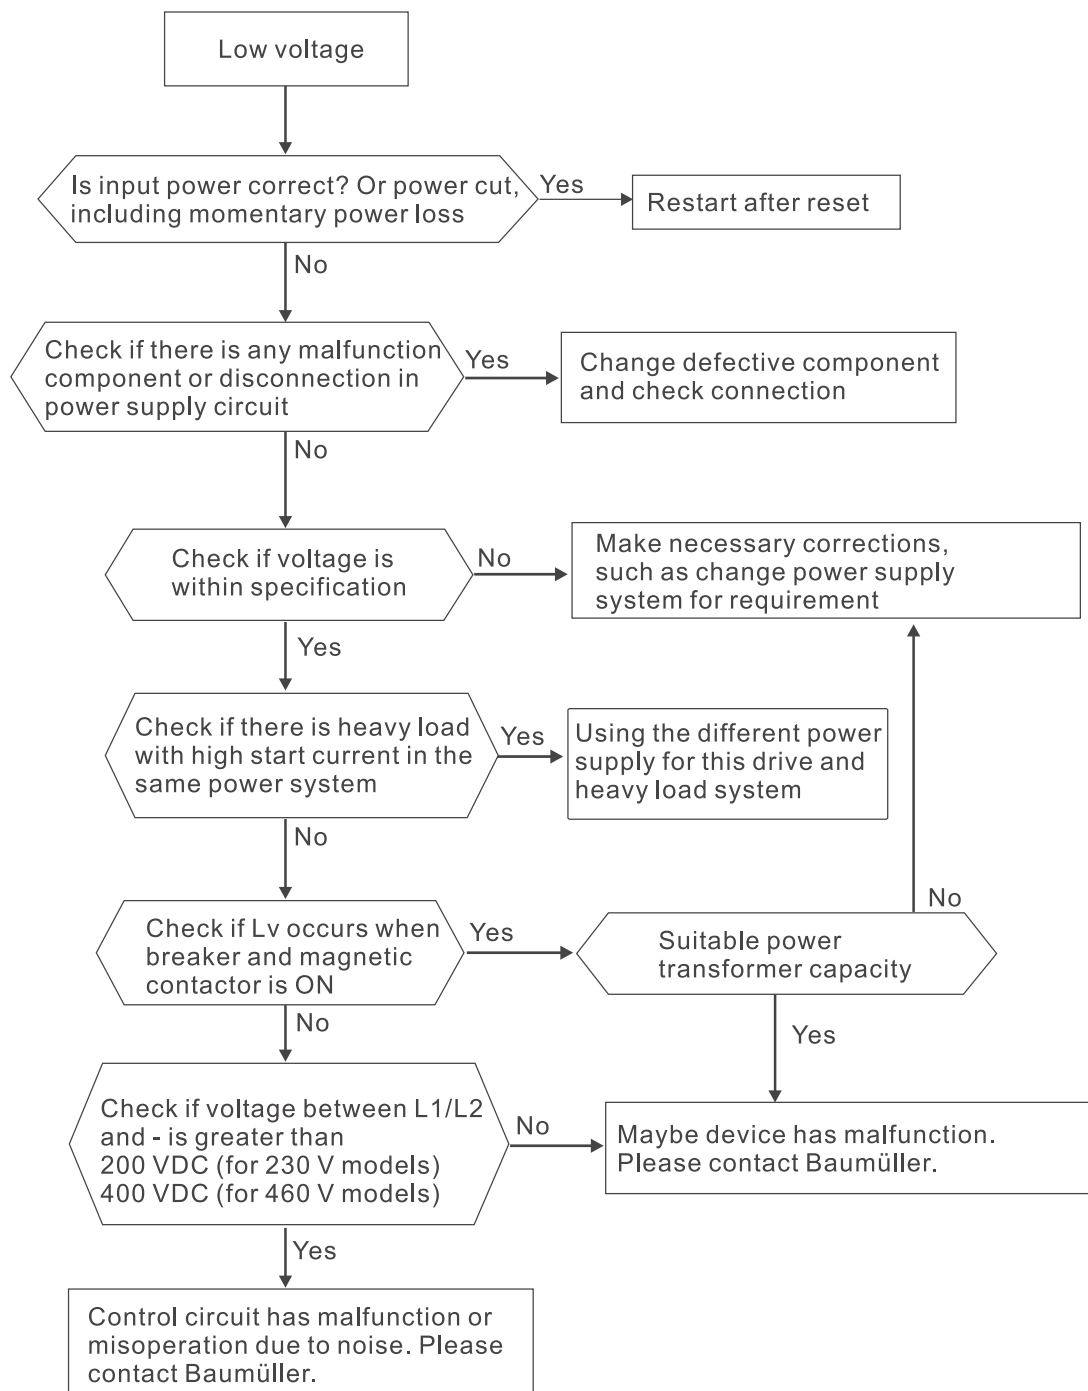 Low voltage
Is input power correct? Or power cut,
including momentary power loss
Yes
Restart after reset
No
Check if there is any malfunction
component or disconnection in
power supply circuit
Yes
Change defective component
and check connection
No
Check if voltage is
within specification
No
Make necessary corrections,
such as change power supply
system for requirement
Yes
Check if there is heavy load
with high start current in the
same power system
Yes
Using the different power
supply for this drive and
heavy load system
No
Check if Lv occurs when
breaker and magnetic
contactor is ON
Yes
Suitable power
transformer capacity
No
No
Yes
Check if voltage between L1/L2
and - is greater than
200 VDC (for 230 V models)
400 VDC (for 460 V models)
No
Maybe device has malfunction.
Please contact Baumüller.
Yes
Control circuit has malfunction or
misoperation due to noise. Please
contact Baumüller.